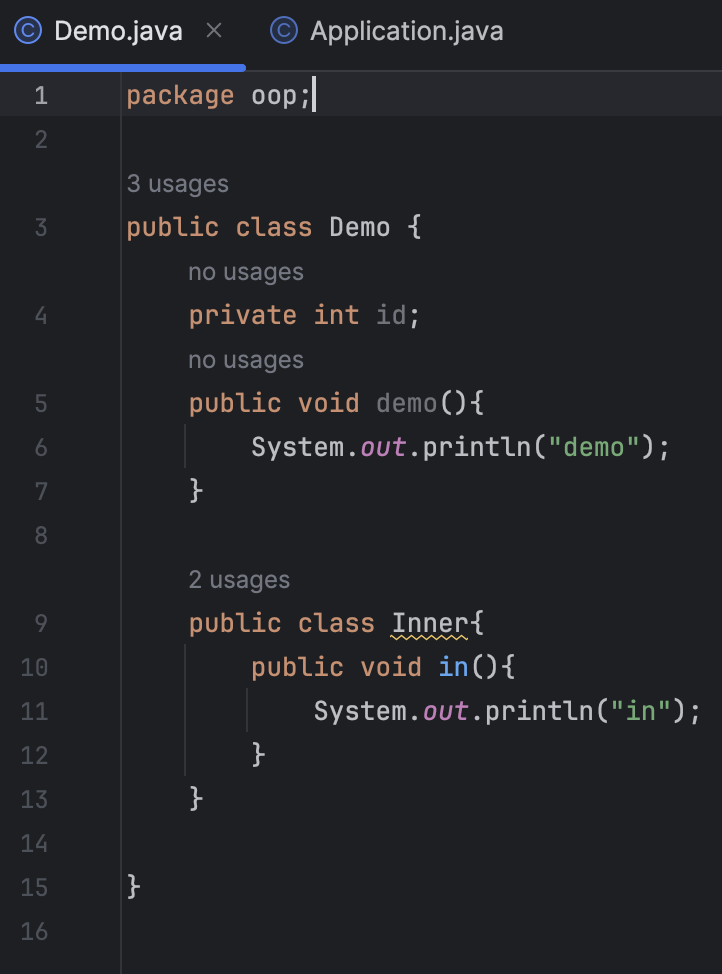 Demo.java × Application.java
1 package oop;
2
3 usages
3 public class Demo {
no usages
4     private int id;
no usages
5     public void demo(){
6         System.out.println("demo");
7     }
8
2 usages
9     public class Inner{
10         public void in(){
11             System.out.println("in");
12         }
13     }
14
15 }
16